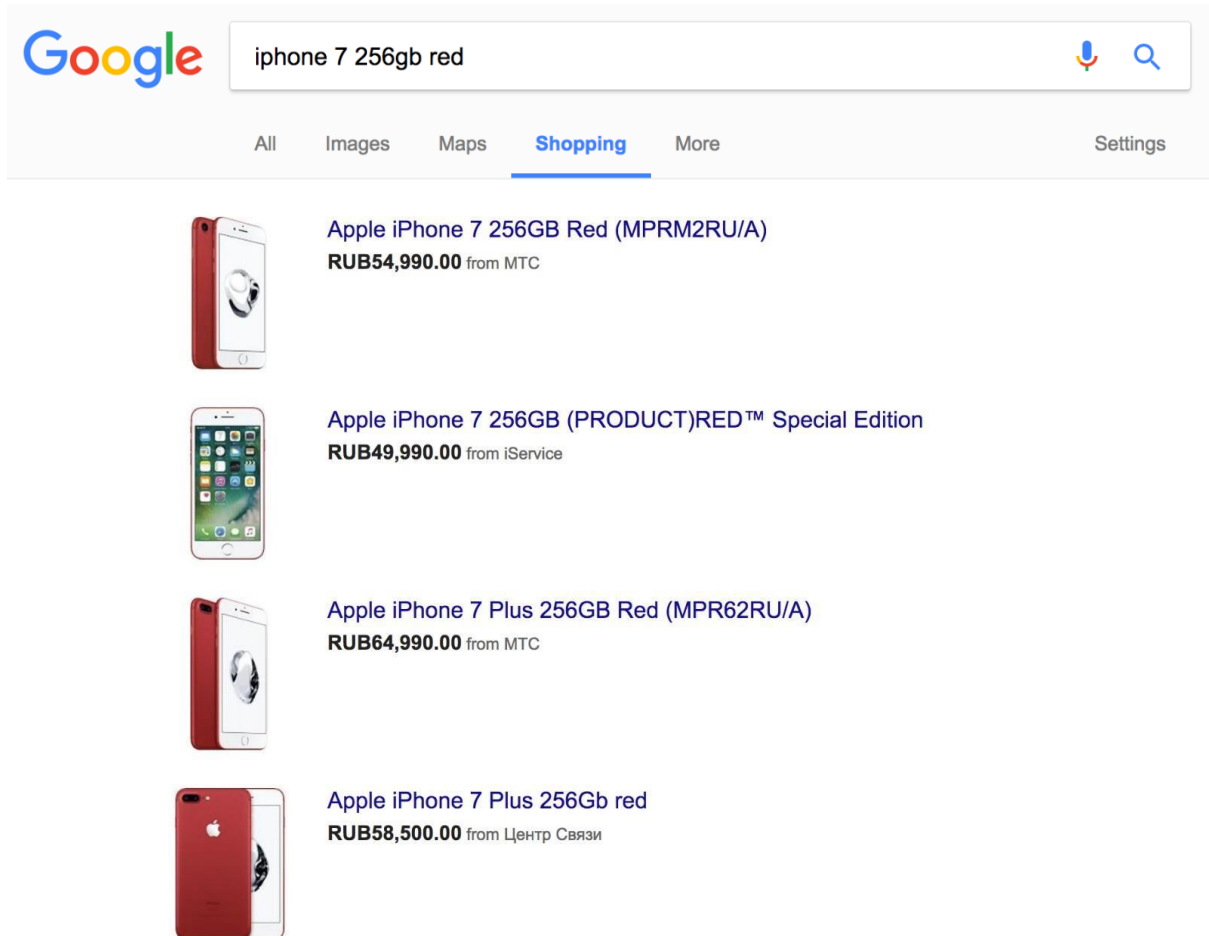 Google
iphone 7 256gb red
All Images Maps Shopping More Settings
Apple iPhone 7 256GB Red (MPRM2RU/A)
RUB54,990.00 from МТС
Apple iPhone 7 256GB (PRODUCT)RED™ Special Edition
RUB49,990.00 from iService
Apple iPhone 7 Plus 256GB Red (MPR62RU/A)
RUB64,990.00 from МТС
Apple iPhone 7 Plus 256Gb red
RUB58,500.00 from Центр Связи